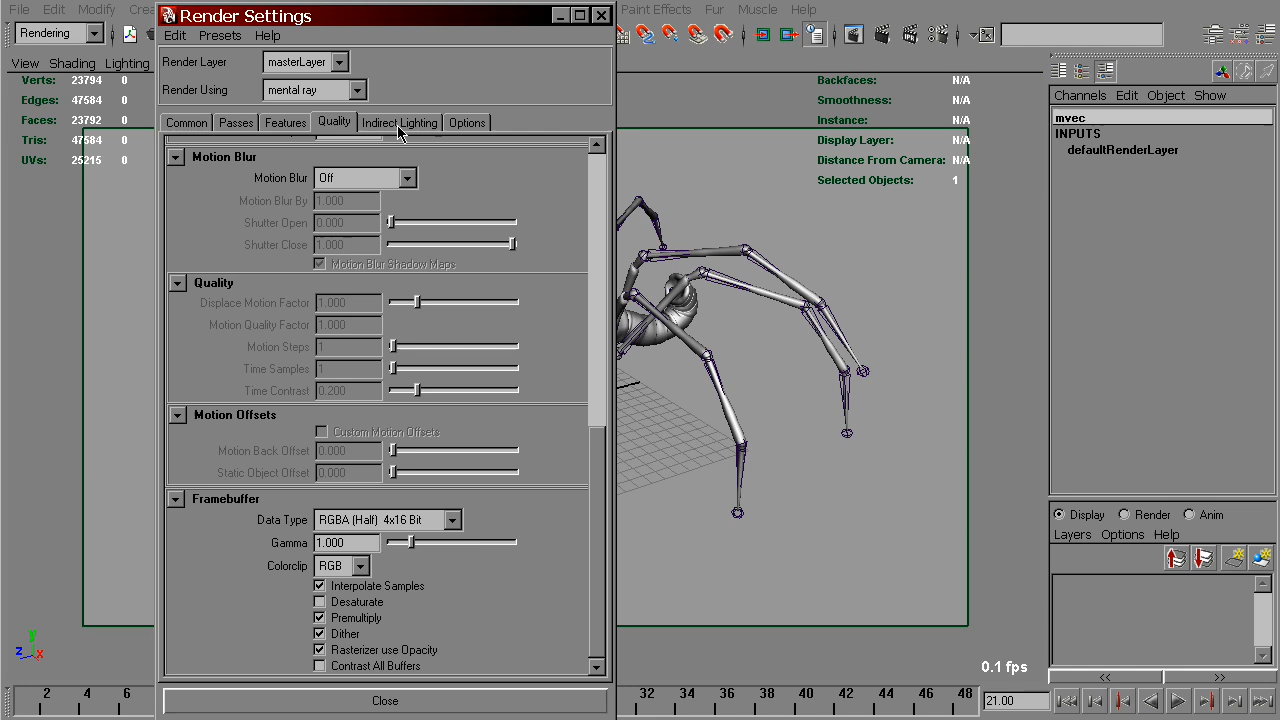 File Edit Modify Crea Paint Effects Fur Muscle Help
Render Settings
Edit Presets Help
Rendering
Render Layer masterLayer
Render Using mental ray
View Shading Lighting
Verts: 23794 0
Edges: 47584 0
Faces: 23792 0
Tris: 47584 0
UVs: 25215 0
Common Passes Features Quality Indirect Lighting Options
Motion Blur
Motion Blur Off
Motion Blur By 1.000
Shutter Open 0.000
Shutter Close 1.000
Motion Blur Shadow Maps
Quality
Displace Motion Factor 1.000
Motion Quality Factor 1.000
Motion Steps 1
Time Samples 1
Time Contrast 0.200
Motion Offsets
Custom Motion Offsets
Motion Back Offset 0.000
Static Object Offset 0.000
Framebuffer
Data Type RGBA (Half) 4x16 Bit
Gamma 1.000
Colorclip RGB
Interpolate Samples
Desaturate
Premultiply
Dither
Rasterizer use Opacity
Contrast All Buffers
Close
Backfaces: N/A
Smoothness: N/A
Instance: N/A
Display Layer: N/A
Distance From Camera: N/A
Selected Objects: 1
Channels Edit Object Show
mvec
INPUTS
defaultRenderLayer
Display Render Anim
Layers Options Help
<< >>
y
z x
0.1 fps
2 4 6 32 34 36 38 40 42 44 46 48 21.00